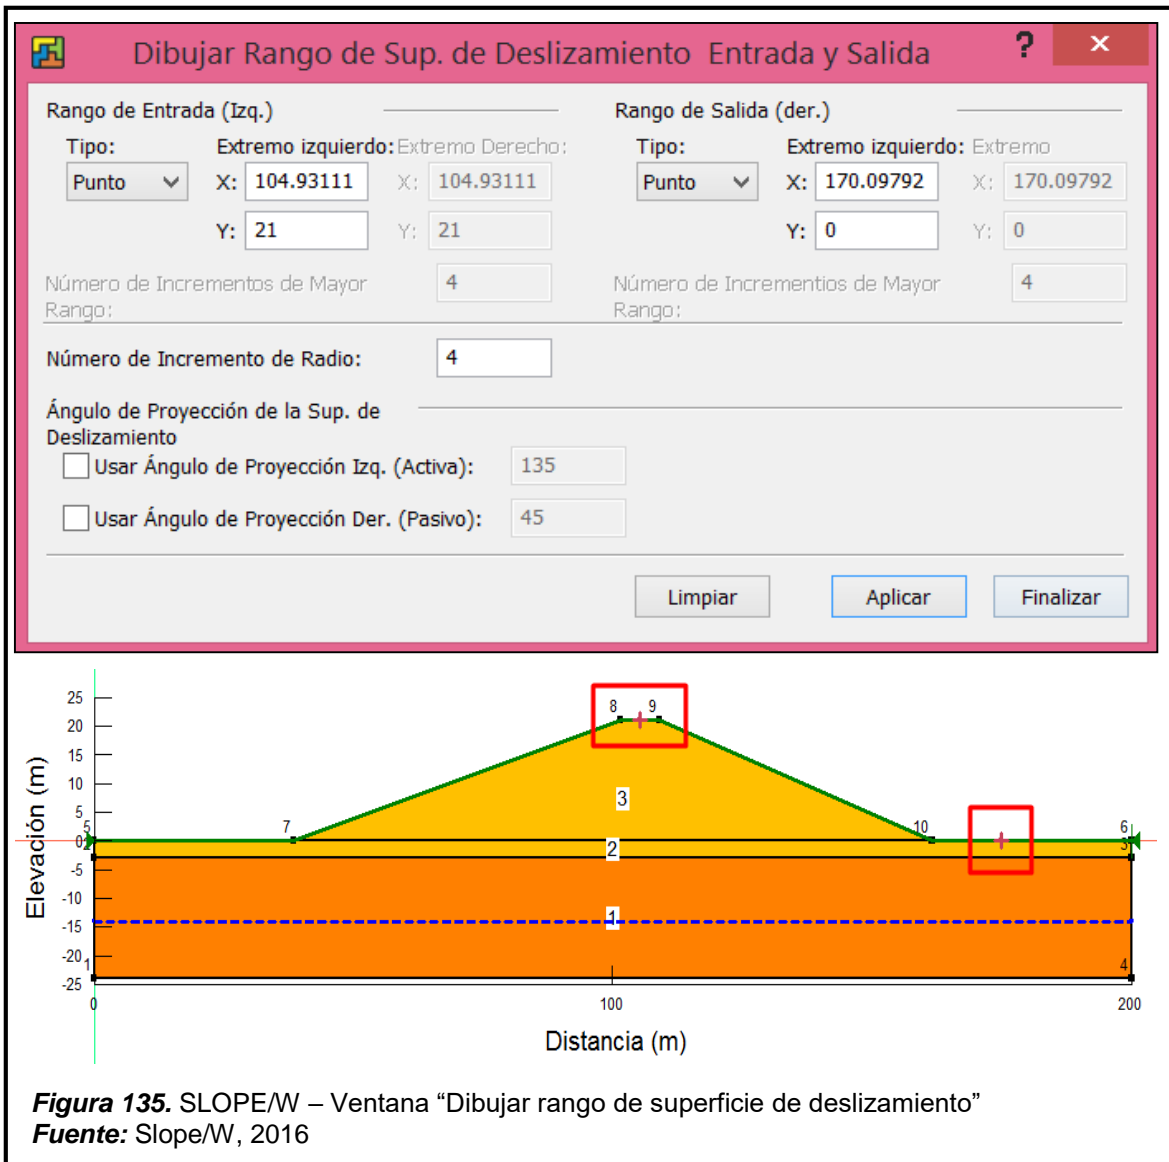 Dibujar Rango de Sup. de Deslizamiento Entrada y Salida ? ×
Rango de Entrada (Izq.)
Tipo: Extremo izquierdo: Extremo Derecho:
Punto X: 104.93111 X: 104.93111
Y: 21 Y: 21
Número de Incrementos de Mayor Rango: 4
Rango de Salida (der.)
Tipo: Extremo izquierdo: Extremo
Punto X: 170.09792 X: 170.09792
Y: 0 Y: 0
Número de Incrementios de Mayor Rango: 4
Número de Incremento de Radio: 4
Ángulo de Proyección de la Sup. de
Deslizamiento
Usar Ángulo de Proyección Izq. (Activa): 135
Usar Ángulo de Proyección Der. (Pasivo): 45
Limpiar Aplicar Finalizar
25
20
15
10
5
0
-5
-10
-15
-20
-25
Elevación (m)
8 9
3
5 7 10 6
2 2 3
1
1 4
0 100 200
Distancia (m)
Figura 135. SLOPE/W – Ventana “Dibujar rango de superficie de deslizamiento”
Fuente: Slope/W, 2016